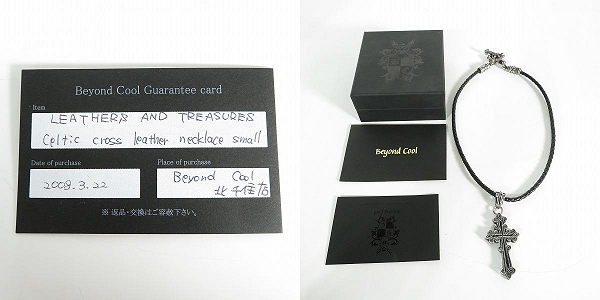 Beyond Cool Guarantee card
Item
LEATHERS AND TREASURES
Celtic cross leather necklace small
Date of purchase
Place of purchase
2009.3.22
Beyond Cool
北千住店
※ 返品・交換はご容赦下さい。
Beyond Cool